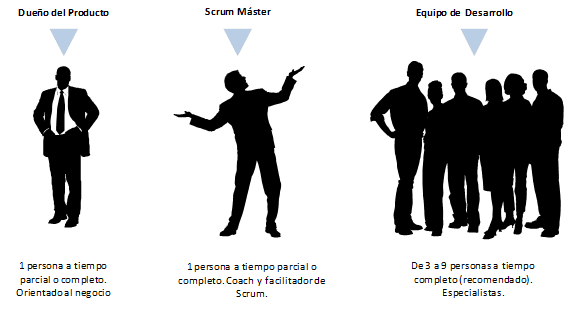 Dueño del Producto
Scrum Máster
Equipo de Desarrollo
1 persona a tiempo
parcial o completo.
Orientado al negocio
1 persona a tiempo parcial o
completo. Coach y facilitador de
Scrum.
De 3 a 9 personas a tiempo
completo (recomendado).
Especialistas.